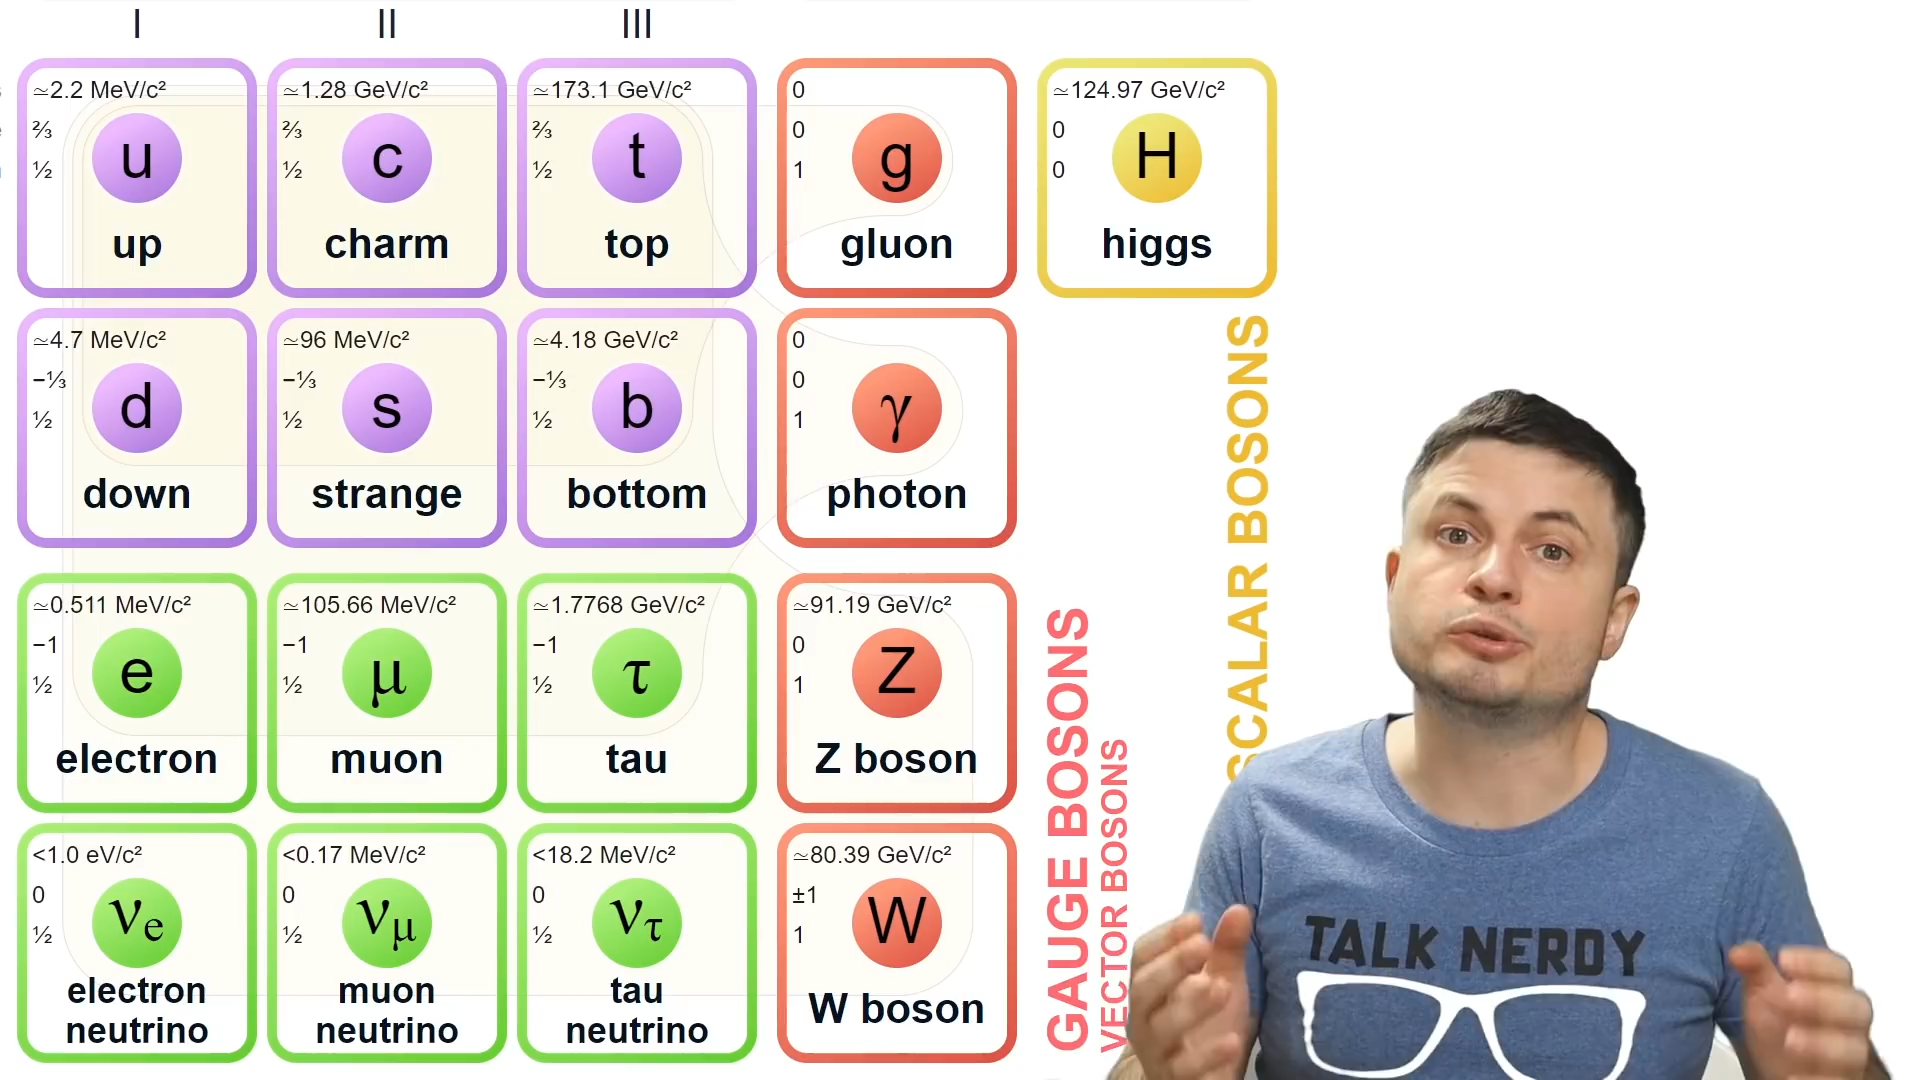 I
II
III
≃2.2 MeV/c²
⅔
½
u
up
≃1.28 GeV/c²
⅔
½
c
charm
≃173.1 GeV/c²
⅔
½
t
top
0
0
1
g
gluon
≃124.97 GeV/c²
0
0
H
higgs
≃4.7 MeV/c²
−⅓
½
d
down
≃96 MeV/c²
−⅓
½
s
strange
≃4.18 GeV/c²
−⅓
½
b
bottom
0
0
1
γ
photon
≃0.511 MeV/c²
−1
½
e
electron
≃105.66 MeV/c²
−1
½
μ
muon
≃1.7768 GeV/c²
−1
½
τ
tau
≃91.19 GeV/c²
0
1
Z
Z boson
<1.0 eV/c²
0
½
νe
electron
neutrino
<0.17 MeV/c²
0
½
νμ
muon
neutrino
<18.2 MeV/c²
0
½
ντ
tau
neutrino
≃80.39 GeV/c²
±1
1
W
W boson
GAUGE BOSONS
VECTOR BOSONS
SCALAR BOSONS
TALK NERDY